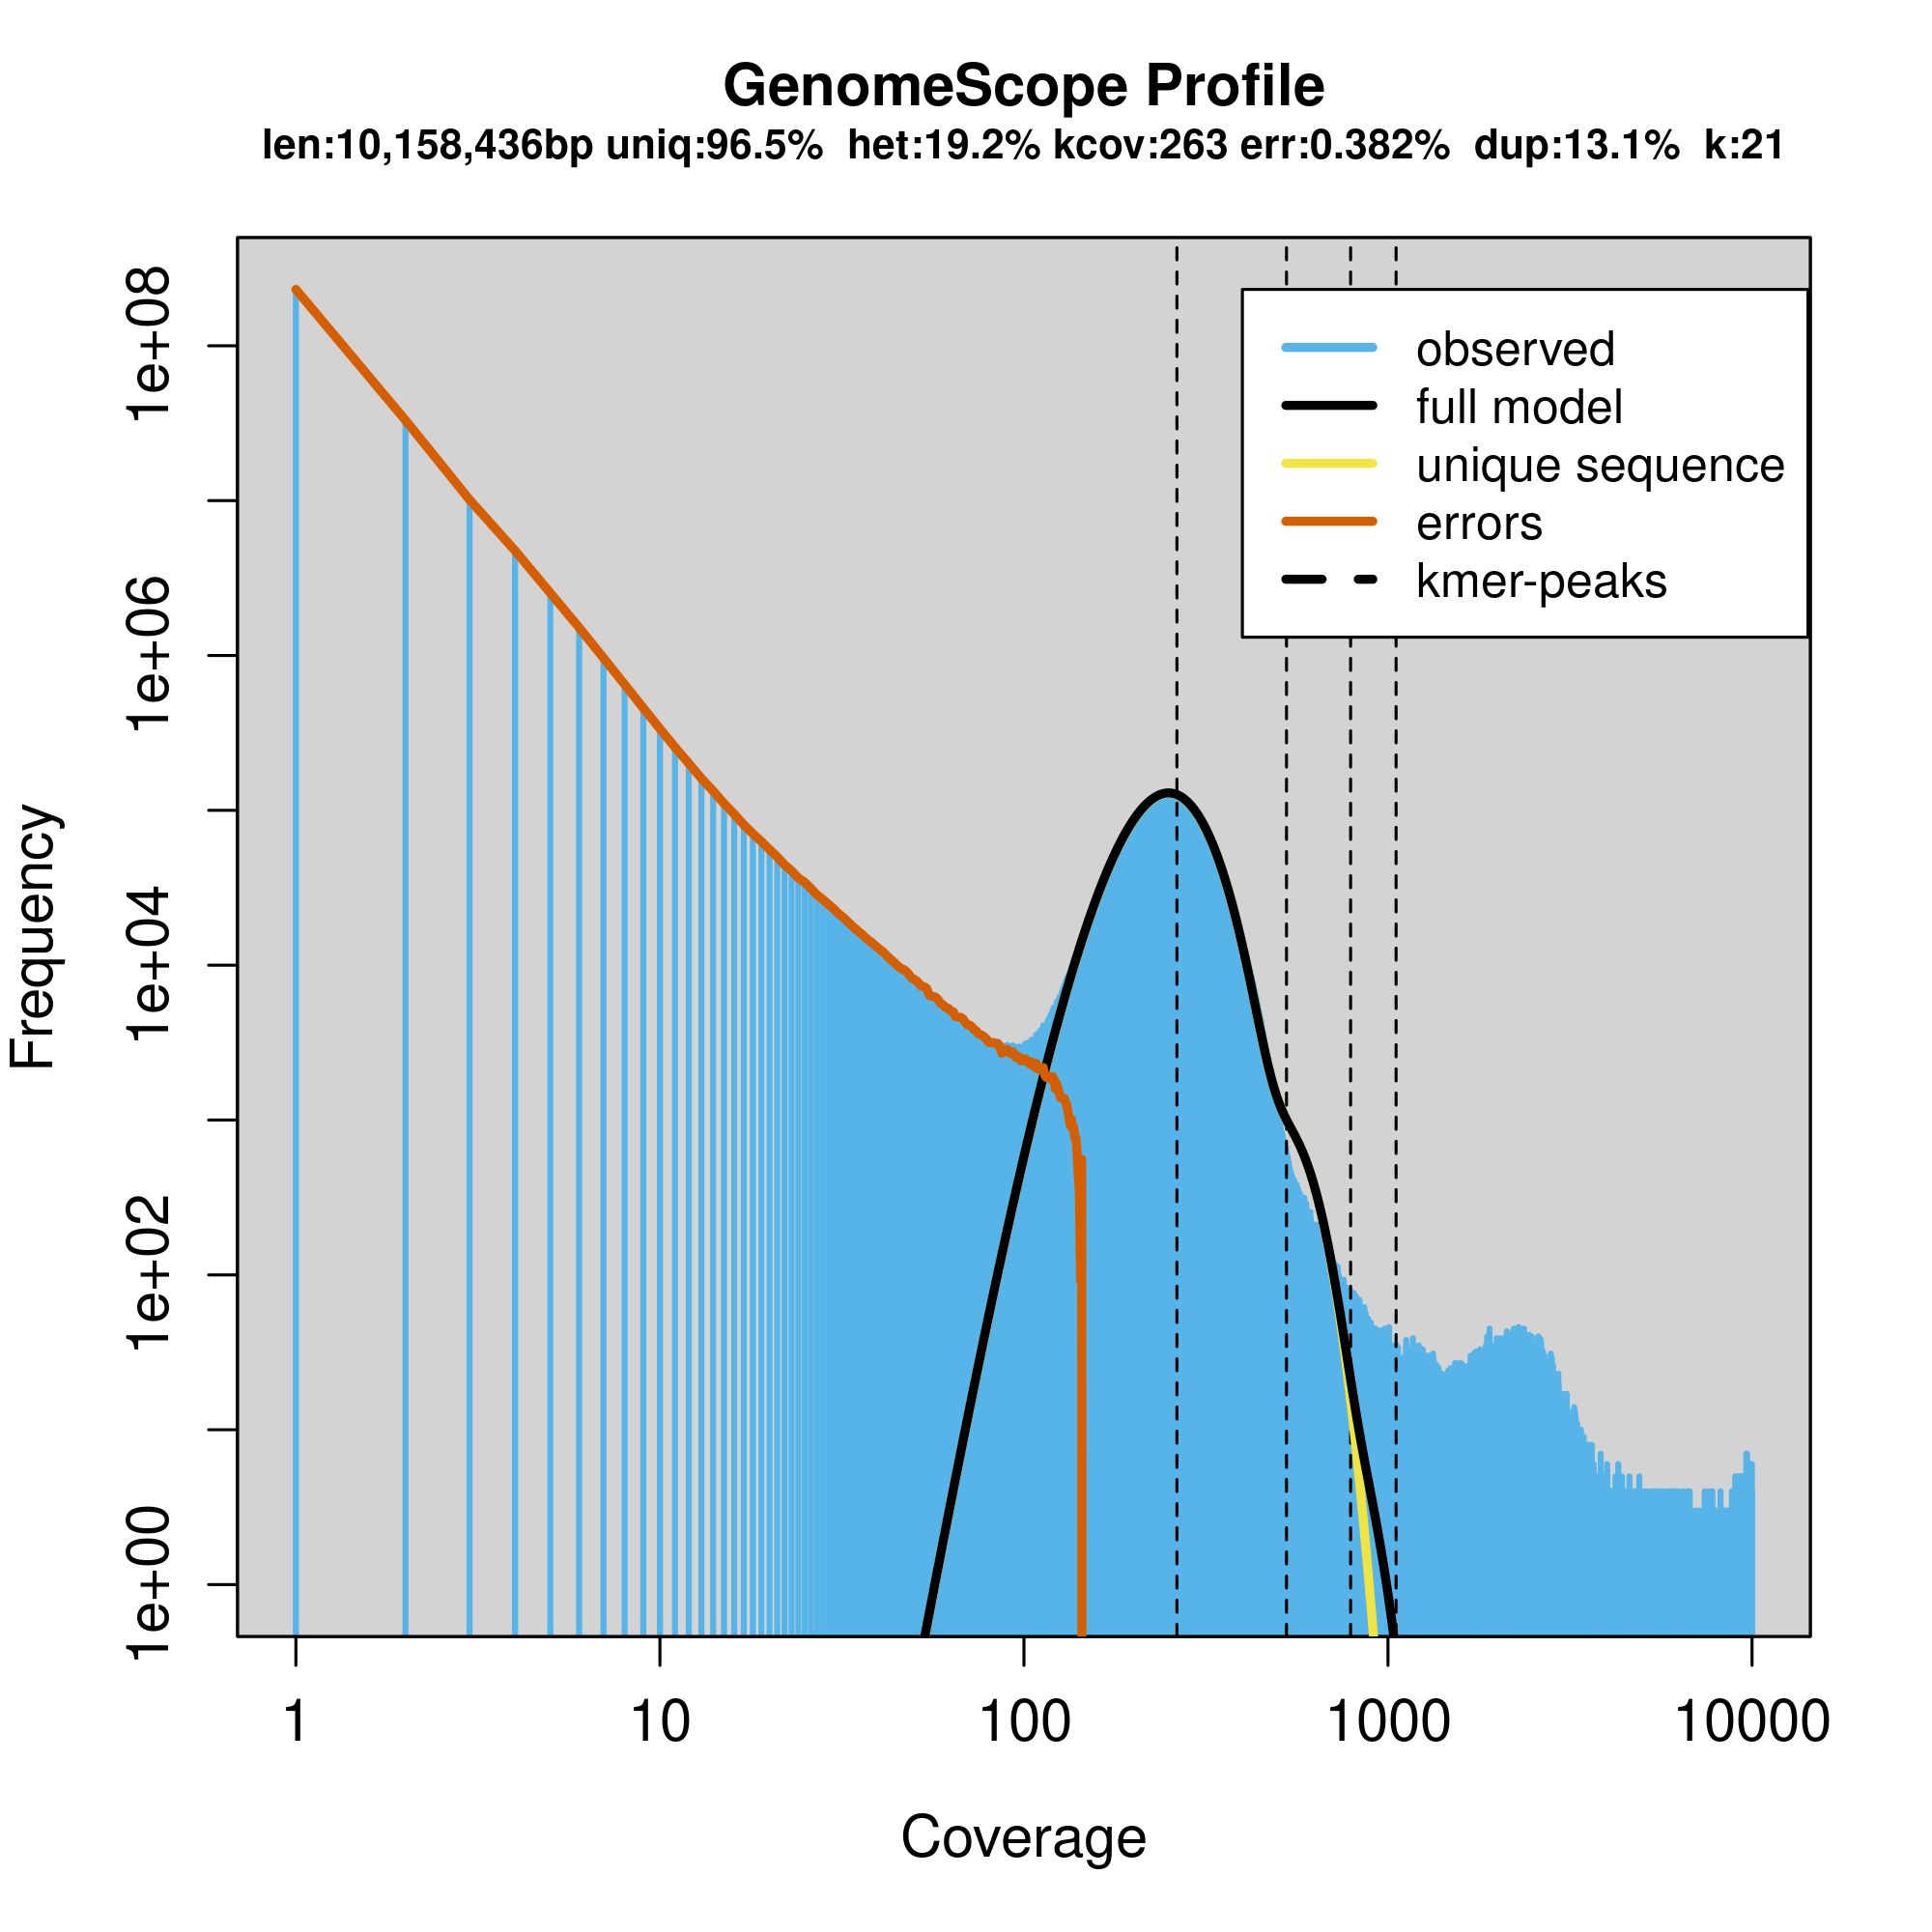 GenomeScope Profile
len:10,158,436bp uniq:96.5% het:19.2% kcov:263 err:0.382% dup:13.1% k:21
observed
full model
unique sequence
errors
kmer-peaks
Frequency
1e+08
1e+06
1e+04
1e+02
1e+00
1 10 100 1000 10000
Coverage